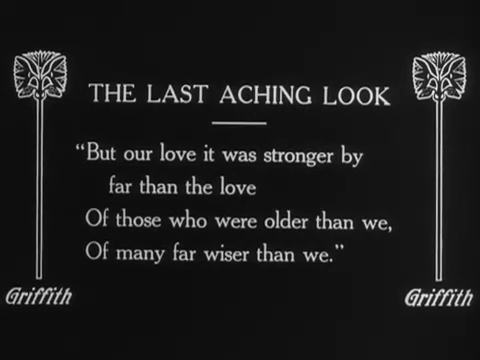 THE LAST ACHING LOOK
“But our love it was stronger by
far than the love
Of those who were older than we,
Of many far wiser than we.”
Griffith
Griffith